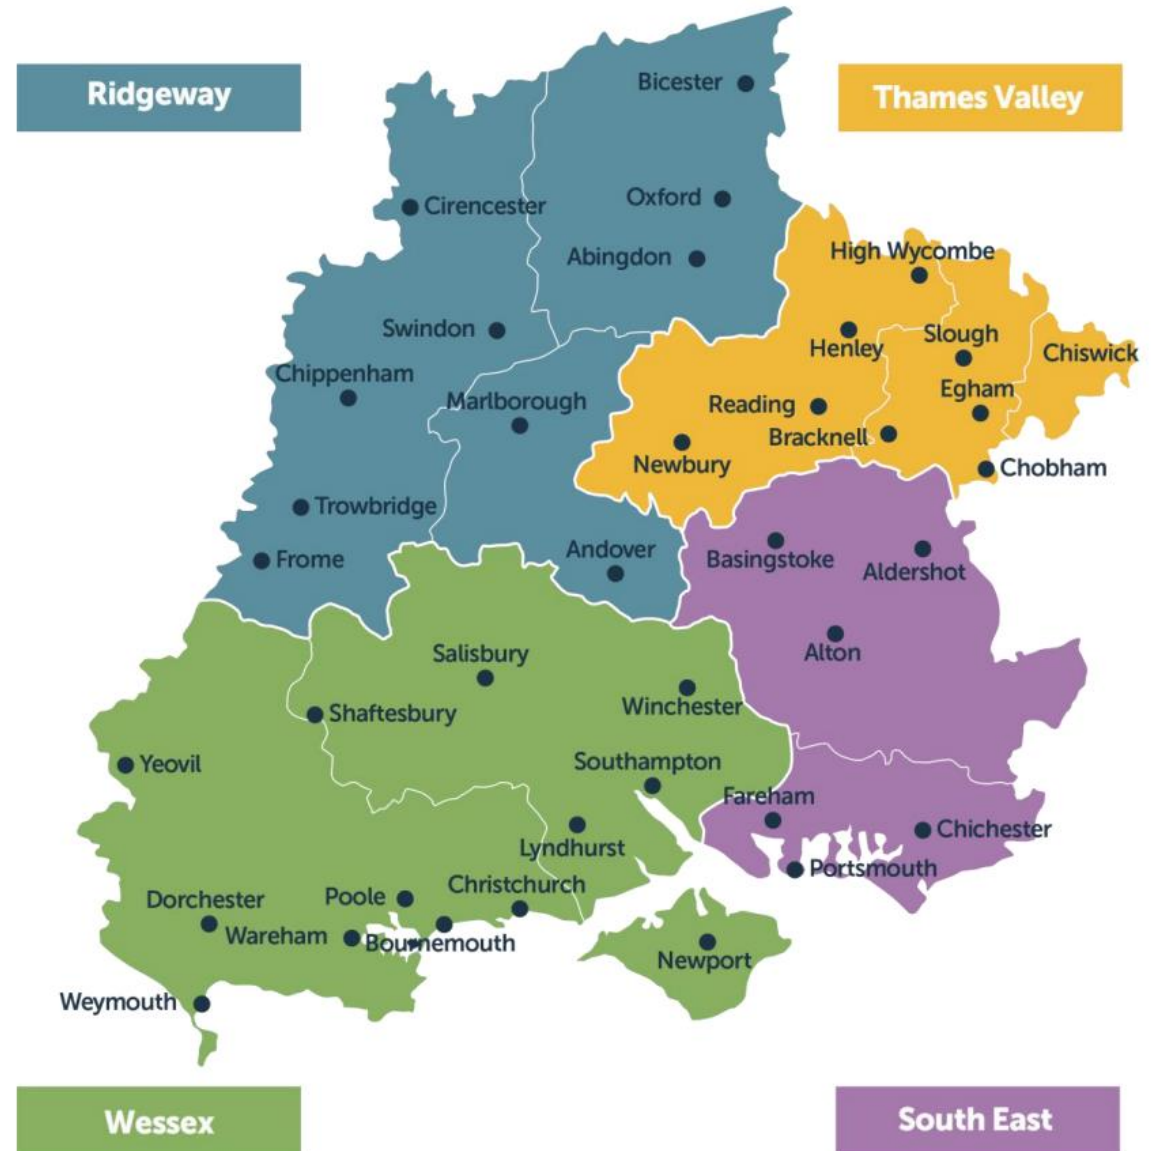 Ridgeway
Thames Valley
Bicester
Oxford
Cirencester
Abingdon
High Wycombe
Swindon
Slough
Henley
Chiswick
Chippenham
Egham
Marlborough
Reading
Bracknell
Newbury
Chobham
Trowbridge
Andover
Frome
Basingstoke
Aldershot
Salisbury
Alton
Winchester
Shaftesbury
Yeovil
Southampton
Fareham
Chichester
Lyndhurst
Portsmouth
Christchurch
Poole
Dorchester
Wareham
Bournemouth
Newport
Weymouth
Wessex
South East